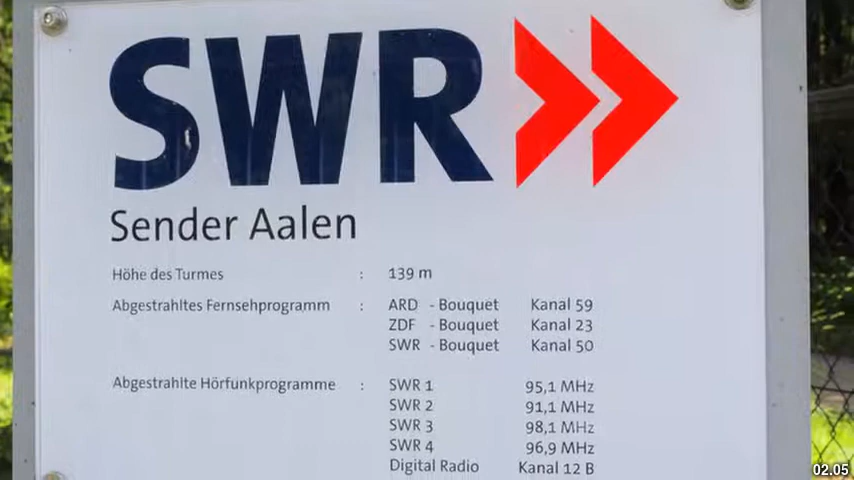 SWR
Sender Aalen
Höhe des Turmes : 139 m
Abgestrahltes Fernsehprogramm : ARD - Bouquet Kanal 59
ZDF - Bouquet Kanal 23
SWR - Bouquet Kanal 50
Abgestrahlte Hörfunkprogramme : SWR 1 95,1 MHz
SWR 2 91,1 MHz
SWR 3 98,1 MHz
SWR 4 96,9 MHz
Digital Radio Kanal 12 B
02.05